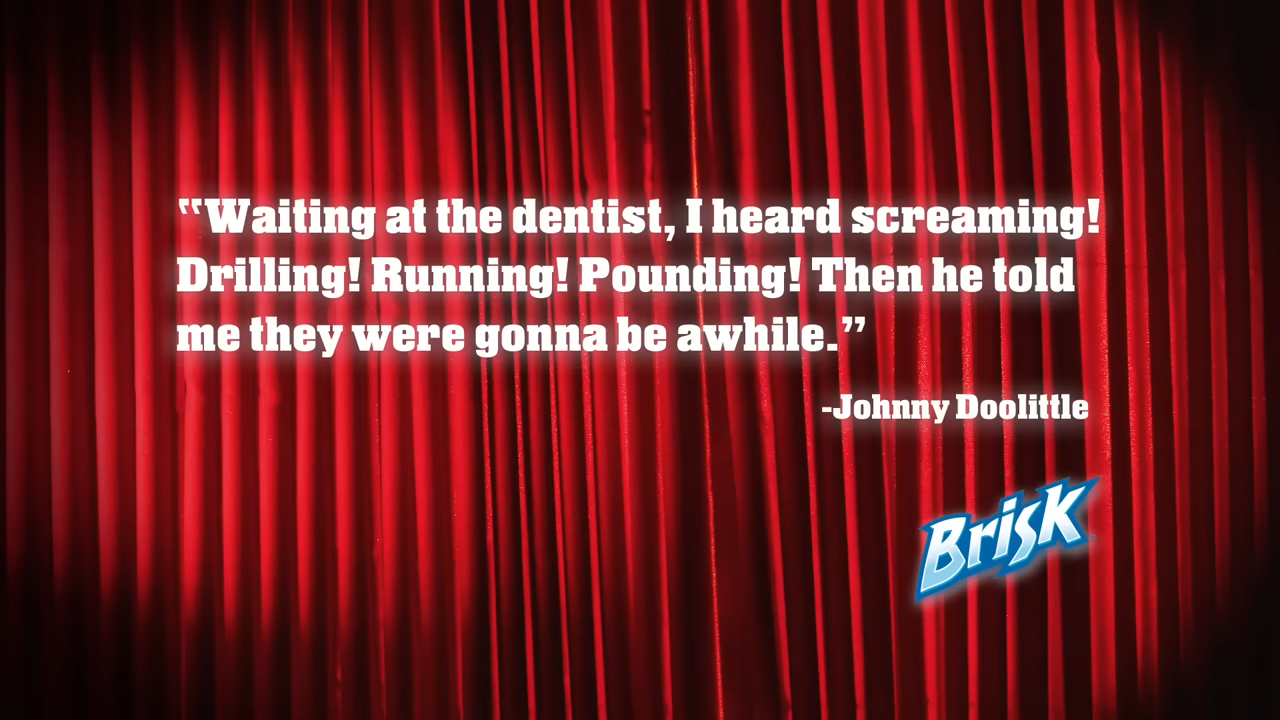 “Waiting at the dentist, I heard screaming!
Drilling! Running! Pounding! Then he told
me they were gonna be awhile.”
-Johnny Doolittle
Brisk